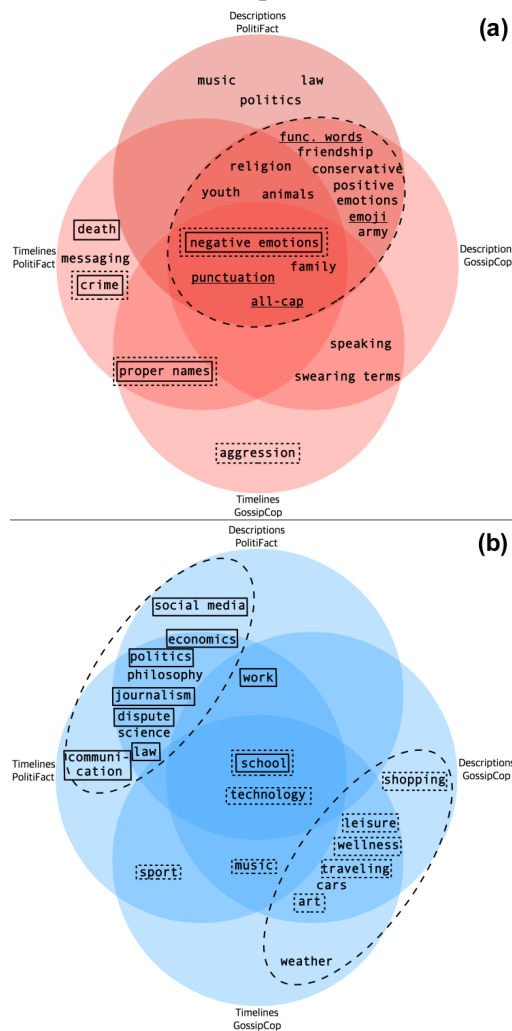 Descriptions
PolitiFact
(a)
music law
politics
func. words
friendship
religion conservative
youth animals positive
emotions
emoji
army
death
Timelines
PolitiFact
messaging
negative emotions
Description
GossipCop
crime
punctuation family
all-cap
speaking
proper names swearing terms
aggression
Timelines
GossipCop
Descriptions
PolitiFact
(b)
social media
economics
politics
philosophy work
journalism
dispute
science
law
communi-
cation
Timelines
PolitiFact
school
Descriptions
GossipCop
shopping
technology
leisure
wellness
sport music traveling
cars
art
weather
Timelines
GossipCop